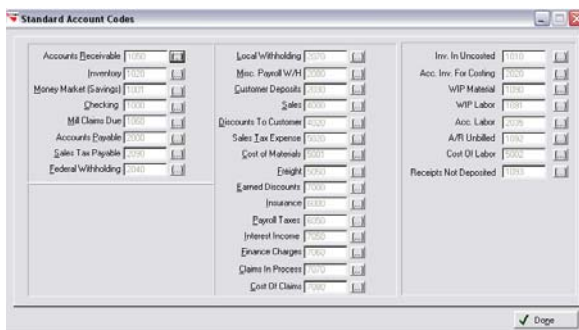 Standard Account Codes
Accounts Receivable 1050
Inventory 1020
Money Market (Savings) 1001
Checking 1000
Mill Claims Due 1060
Accounts Payable 2000
Sales Tax Payable 2090
Federal Withholding 2040
Local Withholding 2070
Misc. Payroll W/H 2080
Customer Deposits 2030
Sales 4000
Discounts To Customer 4020
Sales Tax Expense 5020
Cost of Materials 5001
Freight 5050
Earned Discounts 7000
Insurance
Payroll Taxes 6050
Interest Income 7050
Finance Charges 7060
Claims In Process 7070
Cost Of Claims 7080
Inv. In Uncosted 1010
Acc. Inv. For Costing 2020
WIP Material 1090
WIP Labor 1091
Acc. Labor
A/R Unbilled 1092
Cost Of Labor 5002
Receipts Not Deposited 1093
Done